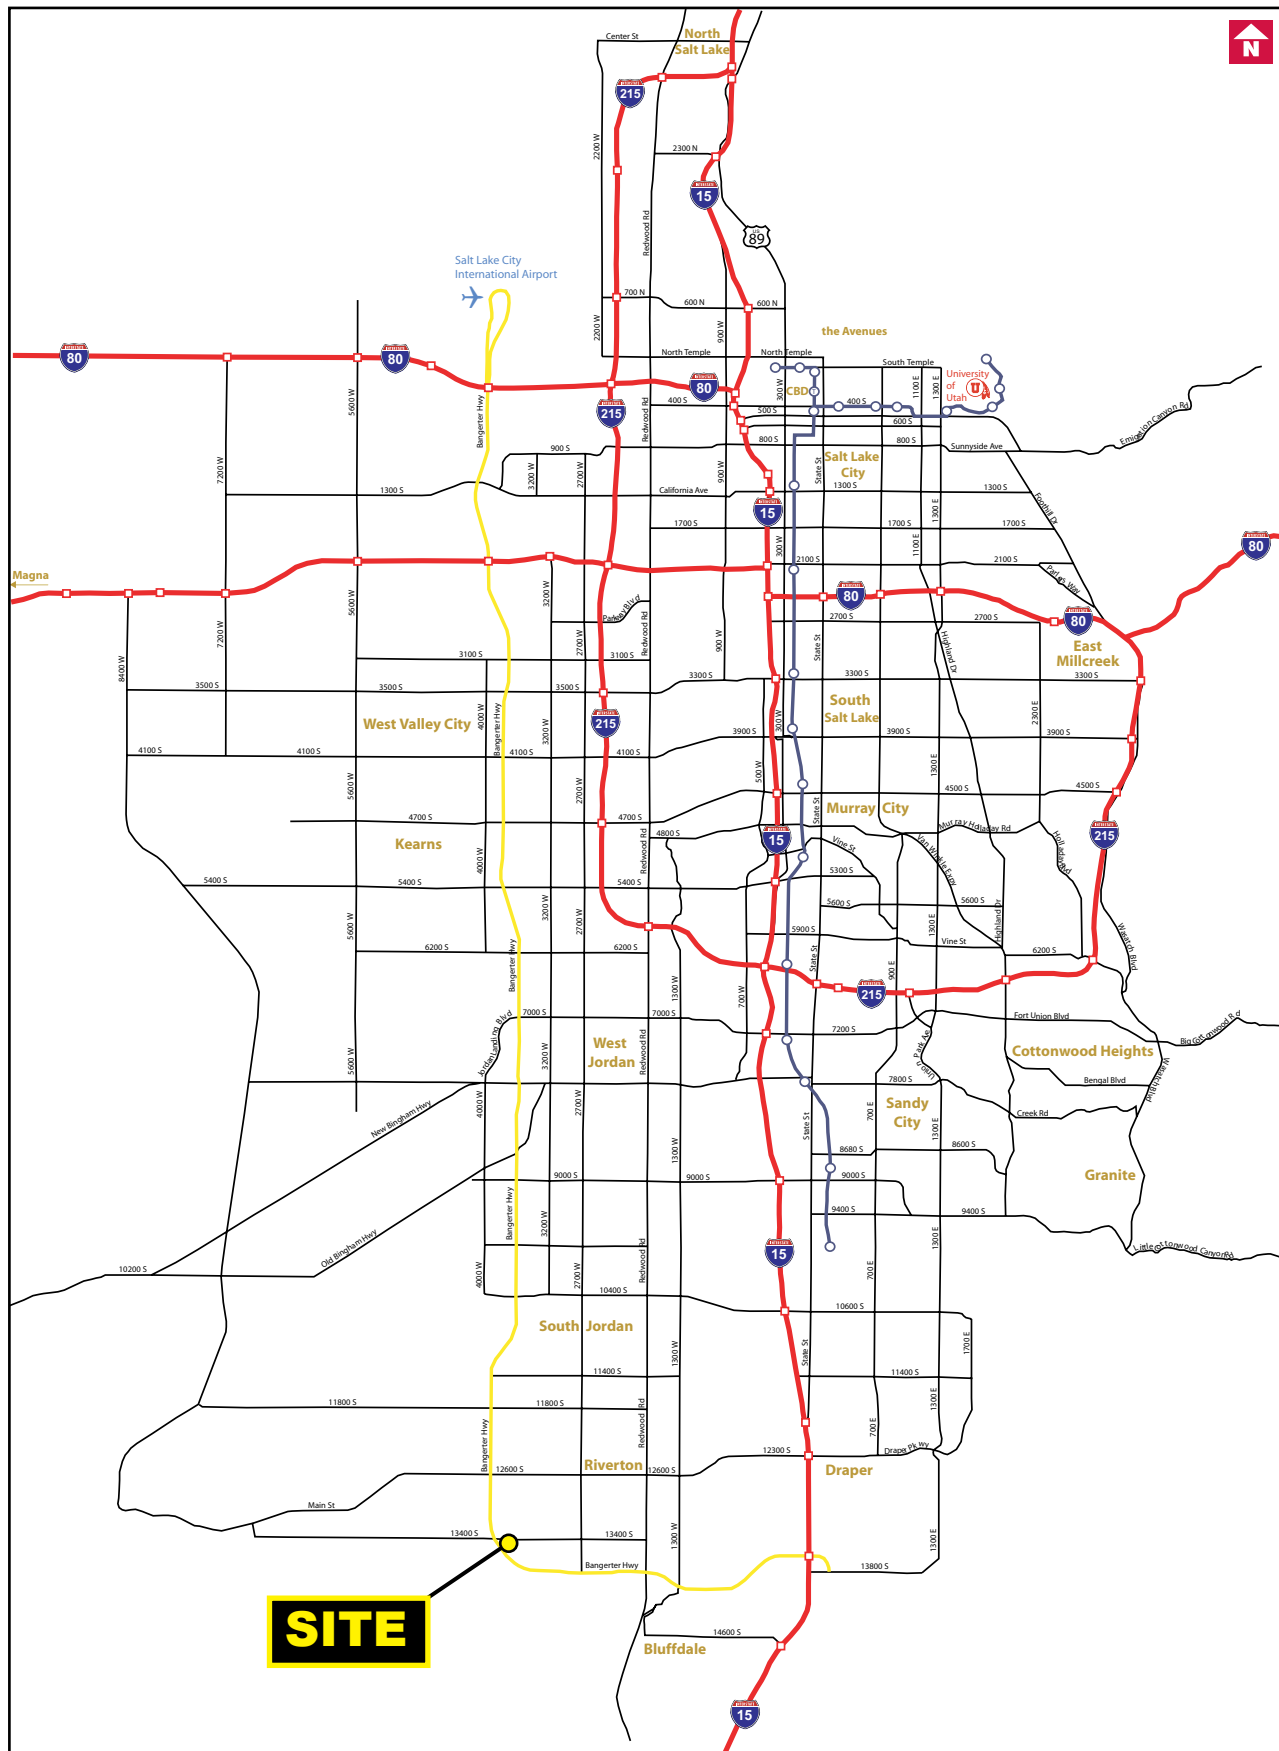 Center St
North
Salt Lake
N
215
2200 W
2300 N
15
Redwood Rd
US
89
Salt Lake City
International Airport
700 N
600 N
600 N
2200 W
900 W
the Avenues
80
80
North Temple
North Temple
South Temple
University
of
Utah
U
5600 W
Bangerter Hwy
80
300 W
CBD
1100 E
1300 E
215
Redwood Rd
400 S
400 S
500 S
600 S
Emigration Canyon Rd
900 S
800 S
800 S
Sunnyside Ave
7200 W
3200 W
2700 W
900 W
State St
Salt Lake
City
1300 S
California Ave
1300 S
1300 S
Foothill Dr
15
1300 E
1700 S
1700 S
1700 S
300 W
1100 E
80
2100 S
2100 S
Magna
Parleys Way
5600 W
3200 W
Parkway Blvd
Redwood Rd
80
80
2700 S
2700 S
7200 W
2700 W
900 W
State St
Highland Dr
East
Millcreek
8400 W
3100 S
3100 S
3300 S
3300 S
3300 S
3500 S
3500 S
3500 S
West Valley City
4000 W
Bangerter Hwy
3200 W
215
300 W
South
Salt Lake
2300 E
3900 S
3900 S
3900 S
4100 S
4100 S
4100 S
4100 S
5600 W
2700 W
500 W
1300 E
4500 S
4500 S
State St
Murray City
4700 S
4700 S
4800 S
Murray Holladay Rd
15
Vine St
Van Winkle Expy
Holladay Blvd
215
Kearns
Redwood Rd
4000 W
5300 S
5400 S
5400 S
5400 S
5600 S
5600 S
3200 W
2700 W
5600 W
5900 S
1300 E
Highland Dr
Vine St
Wasatch Blvd
6200 S
6200 S
6200 S
Bangerter Hwy
State St
900 E
1300 W
700 W
215
Jordan Landing Blvd
7000 S
7000 S
7200 S
Fort Union Blvd
Big Cottonwood Rd
West
Jordan
Redwood Rd
3200 W
5600 W
Union Park Ave
Cottonwood Heights
7800 S
Bengal Blvd
Wasatch Blvd
4000 W
2700 W
New Bingham Hwy
State St
700 E
Sandy
City
1300 E
Creek Rd
1300 W
8680 S
8600 S
9000 S
9000 S
9000 S
Granite
Bangerter Hwy
3200 W
9400 S
9400 S
Old Bingham Hwy
15
1300 E
Little Cottonwood Canyon Rd
10200 S
4000 W
2700 W
Redwood Rd
700 E
10400 S
10600 S
South Jordan
1300 W
State St
1700 E
11400 S
11400 S
11800 S
11800 S
Redwood Rd
1300 E
700 E
Bangerter Hwy
12300 S
Draper Pkwy
Riverton
Draper
12600 S
12600 S
Main St
13400 S
13400 S
1300 W
1300 E
Bangerter Hwy
13800 S
SITE
14600 S
Bluffdale
15